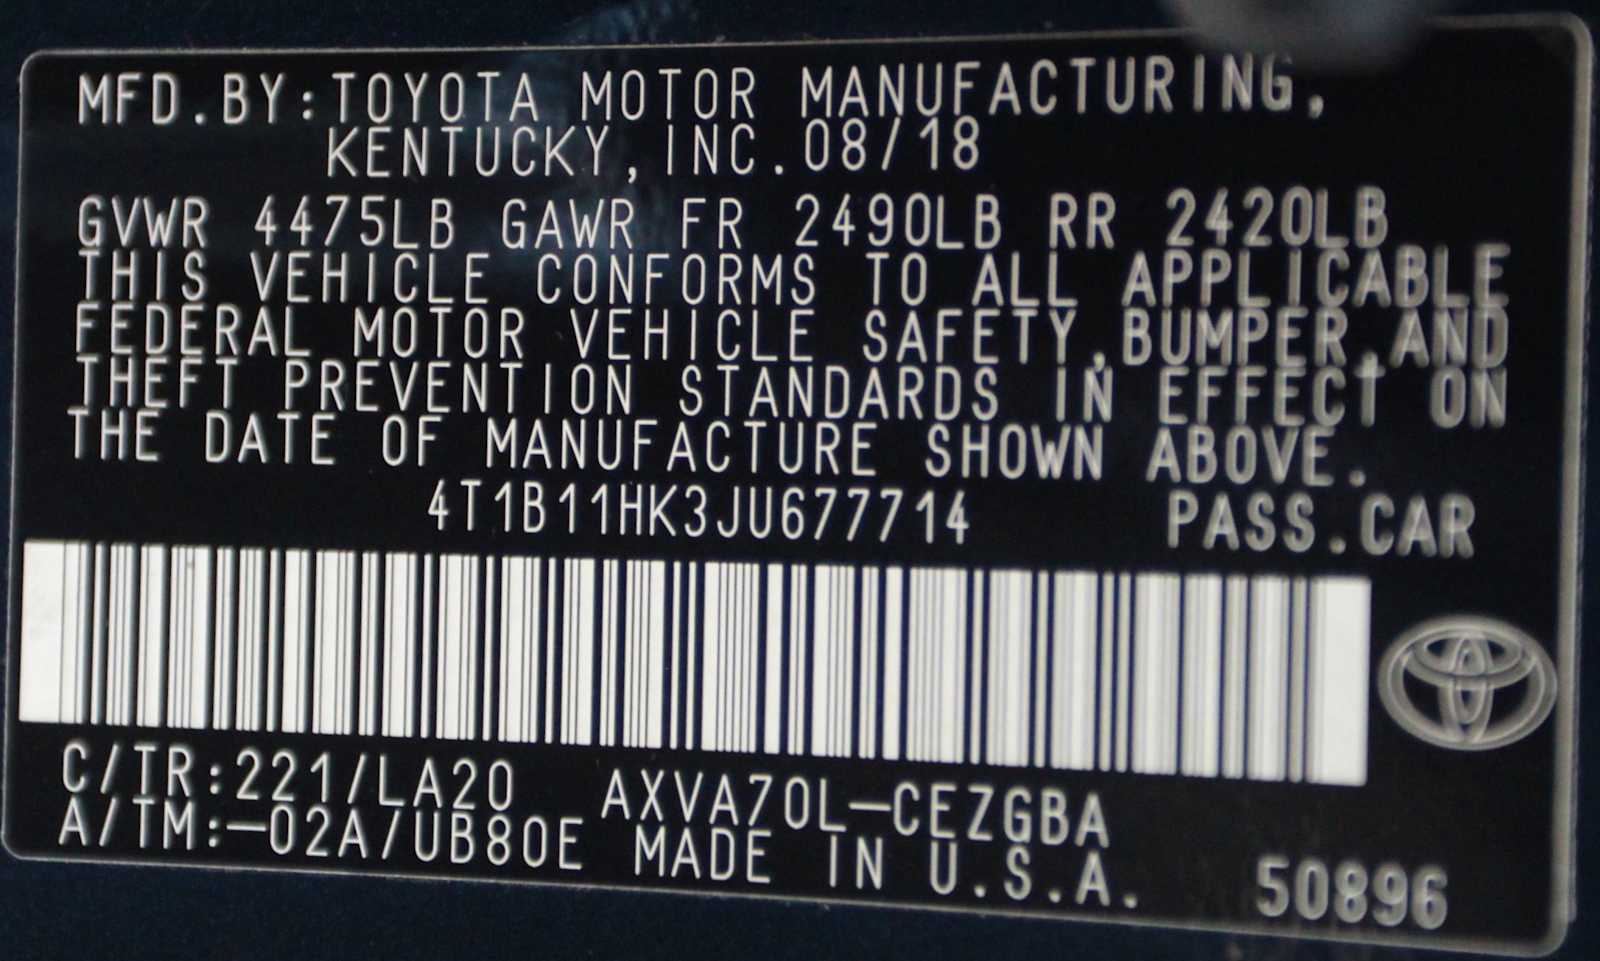 MFD.BY:TOYOTA MOTOR MANUFACTURING,
KENTUCKY,INC.08/18
GVWR 4475LB GAWR FR 2490LB RR 2420LB
THIS VEHICLE CONFORMS TO ALL APPLICABLE
FEDERAL MOTOR VEHICLE SAFETY,BUMPER,AND
THEFT PREVENTION STANDARDS IN EFFECT ON
THE DATE OF MANUFACTURE SHOWN ABOVE.
4T1B11HK3JU677714 PASS.CAR
C/TR:221/LA20 AXVA70L-CEZGBA
A/TM:-02A/UB80E MADE IN U.S.A. 50896